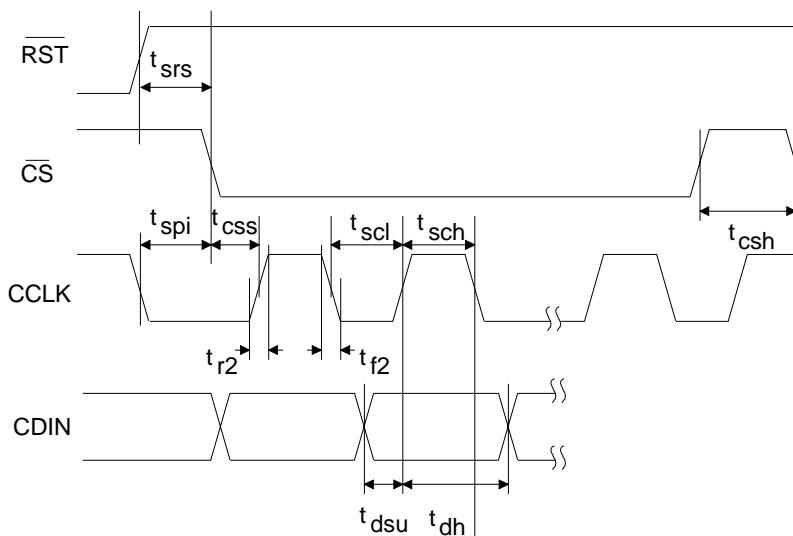 RST
t srs
CS
t spi t css t scl t sch t csh
CCLK
t r2 t f2
CDIN
t dsu t dh